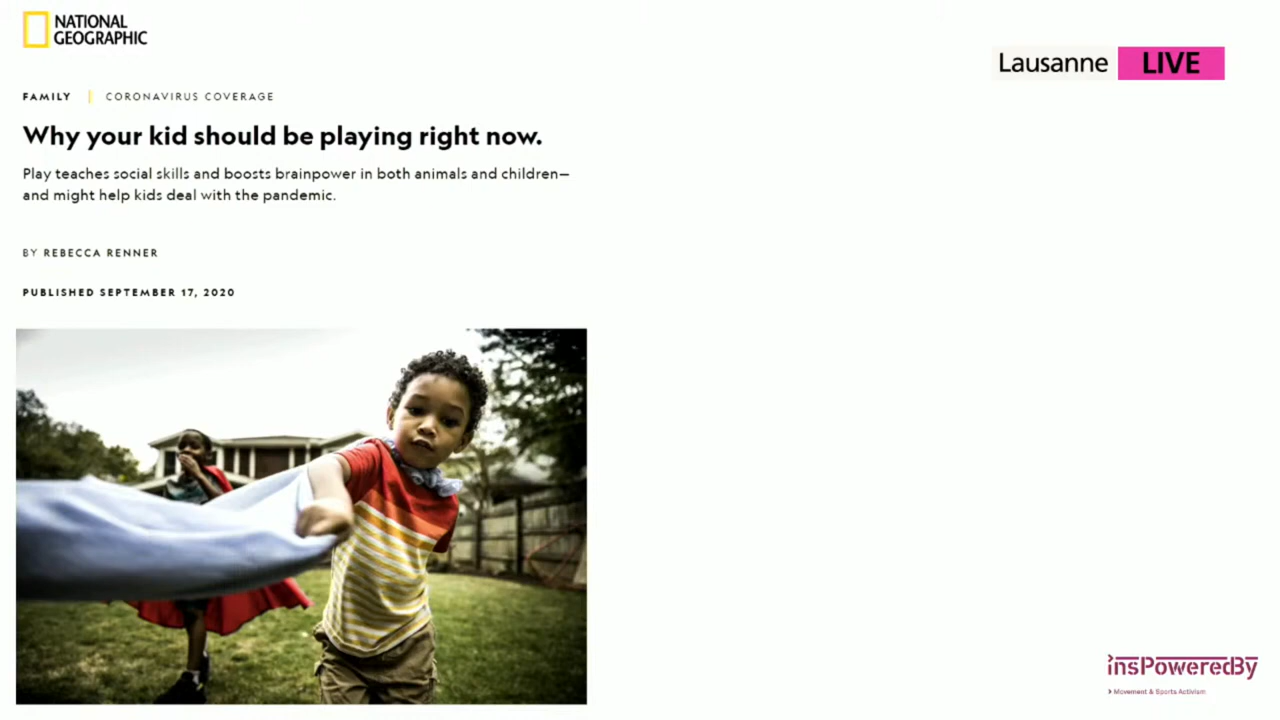 NATIONAL
GEOGRAPHIC
Lausanne LIVE
FAMILY | CORONAVIRUS COVERAGE
Why your kid should be playing right now.
Play teaches social skills and boosts brainpower in both animals and children—
and might help kids deal with the pandemic.
BY REBECCA RENNER
PUBLISHED SEPTEMBER 17, 2020
insPoweredBy
Movement & Sports Activism